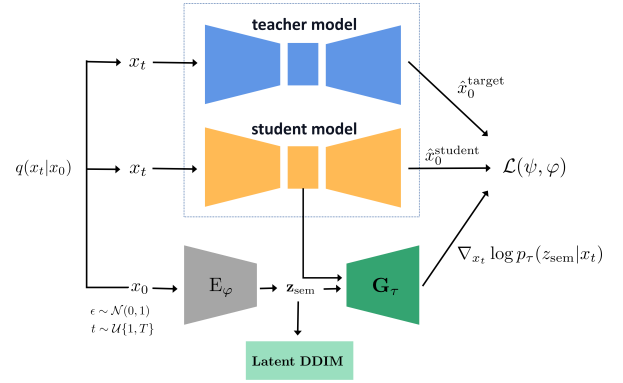 teacher model
x_t
x̂_0^target
student model
q(x_t|x_0)
x_t
x̂_0^student
ℒ(ψ, φ)
∇_{x_t} log p_τ(z_sem|x_t)
x_0
E_φ
z_sem
G_τ
ϵ ∼ 𝒩(0, 1)
t ∼ 𝒰{1, T}
Latent DDIM